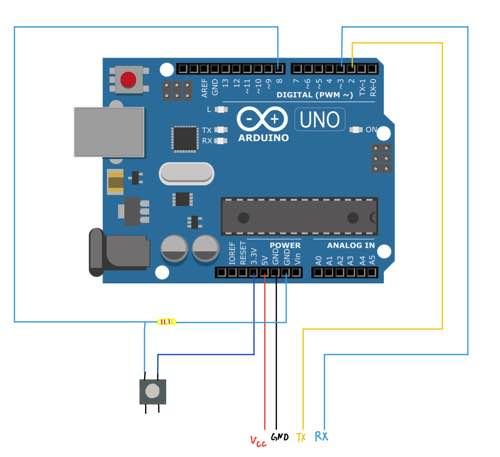 AREF
GND
13
12
~11
~10
~9
8
7
~6
~5
4
~3
2
TX-1
RX-0
DIGITAL (PWM ~)
L
TX
RX
ARDUINO
UNO
ON
POWER
ANALOG IN
IOREF
RESET
3.3V
5V
GND
GND
Vin
A0
A1
A2
A3
A4
A5
Vcc
GND
TX
RX